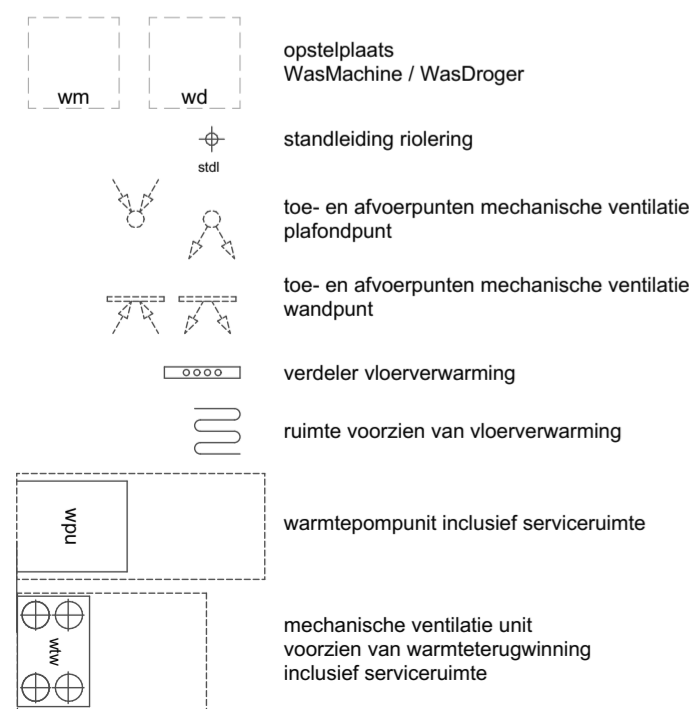 wm wd
opstelplaats
WasMachine / WasDroger
standleiding riolering
stdl
toe- en afvoerpunten mechanische ventilatie
plafondpunt
toe- en afvoerpunten mechanische ventilatie
wandpunt
verdeler vloerverwarming
ruimte voorzien van vloerverwarming
wpu
warmtepompunit inclusief serviceruimte
wtw
mechanische ventilatie unit
voorzien van warmteterugwinning
inclusief serviceruimte